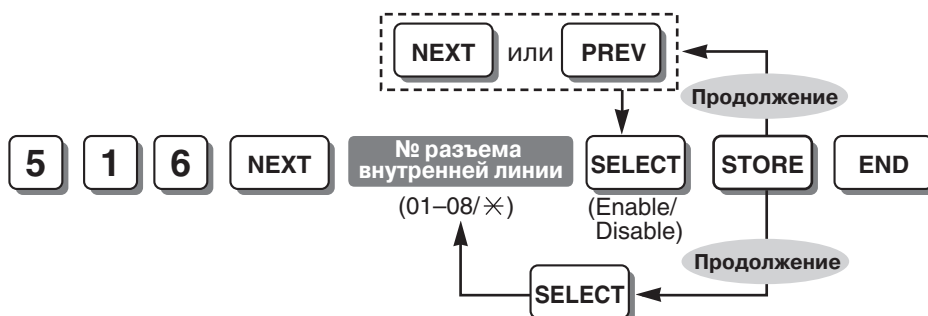 NEXT или PREV
Продолжение
5 1 6 NEXT № разъема внутренней линии SELECT STORE END
(01–08/✳) (Enable/
Disable)
Продолжение
SELECT